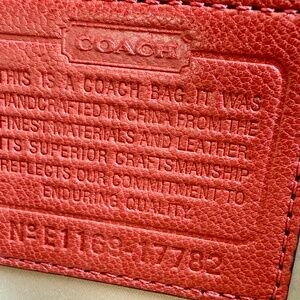 COACH
THIS IS A COACH BAG. IT WAS
HANDCRAFTED IN CHINA FROM THE
FINEST MATERIALS AND LEATHER.
ITS SUPERIOR CRAFTSMANSHIP
REFLECTS OUR COMMITMENT TO
ENDURING QUALITY.
No E1163-17782